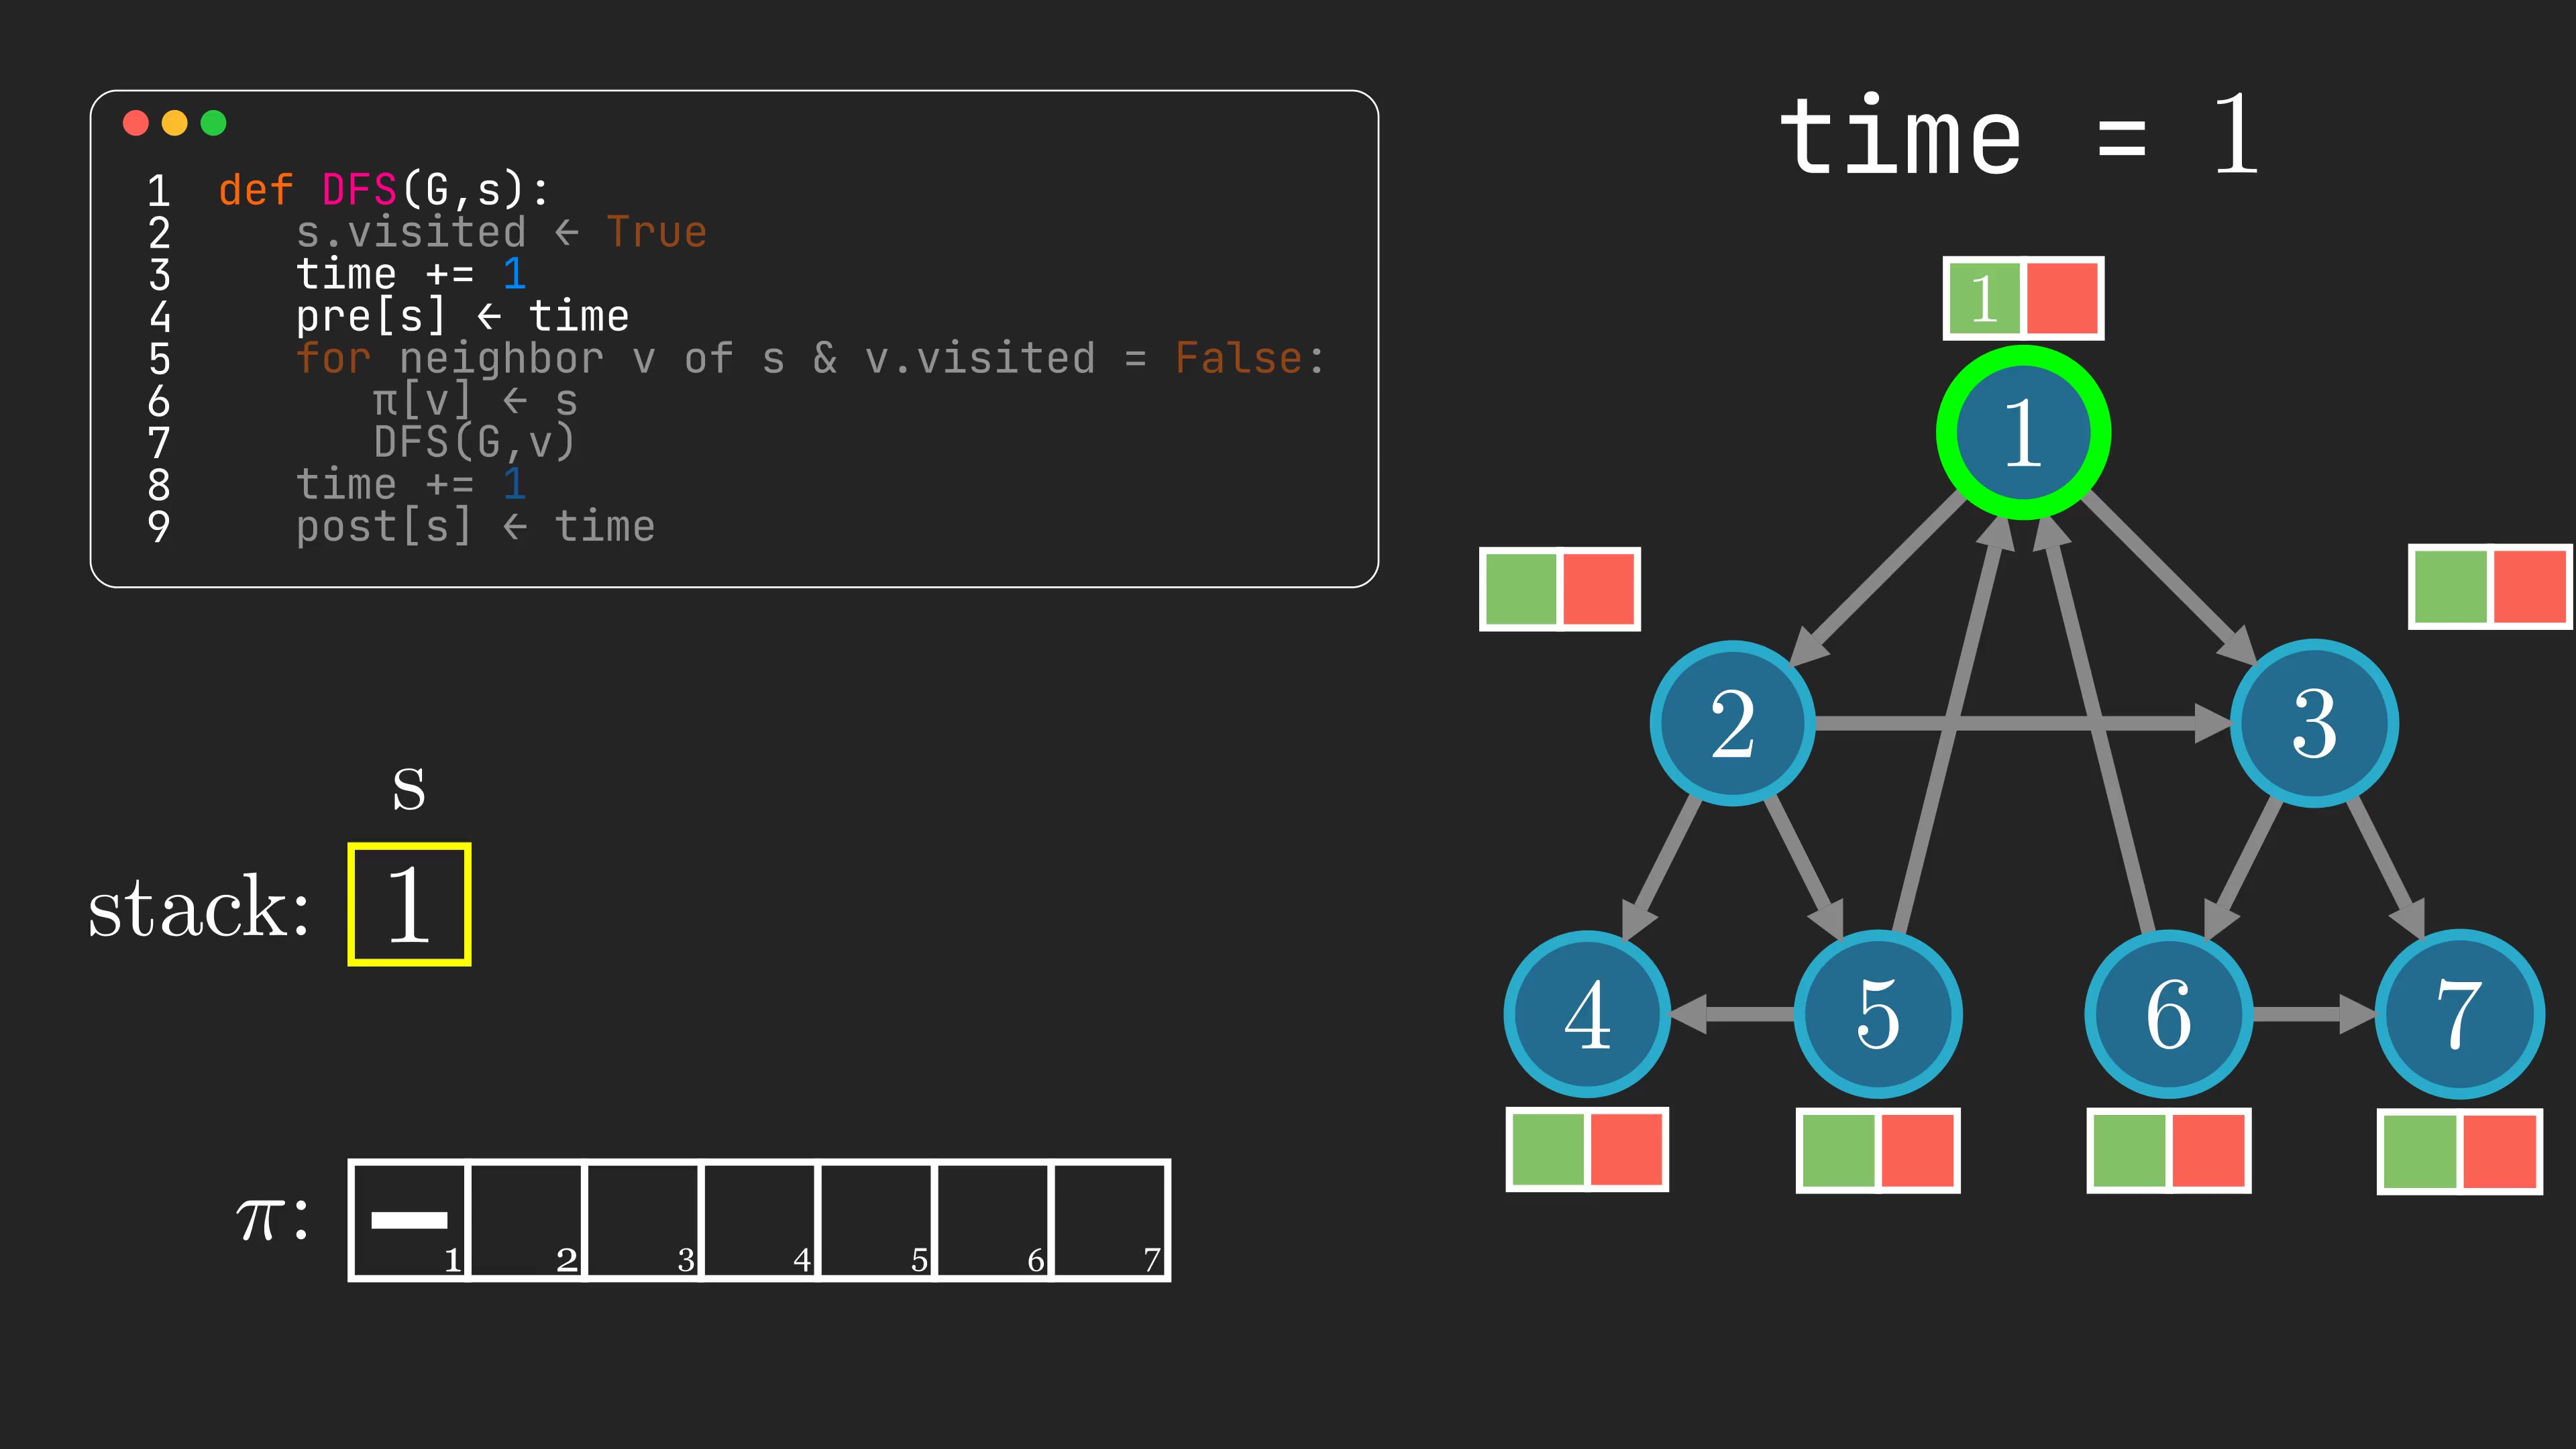 1 def DFS(G,s):
2 s.visited ← True
3 time += 1
4 pre[s] ← time
5 for neighbor v of s & v.visited = False:
6 π[v] ← s
7 DFS(G,v)
8 time += 1
9 post[s] ← time
time = 1
1
1
2
3
4
5
6
7
s
stack: 1
π: —
1 2 3 4 5 6 7